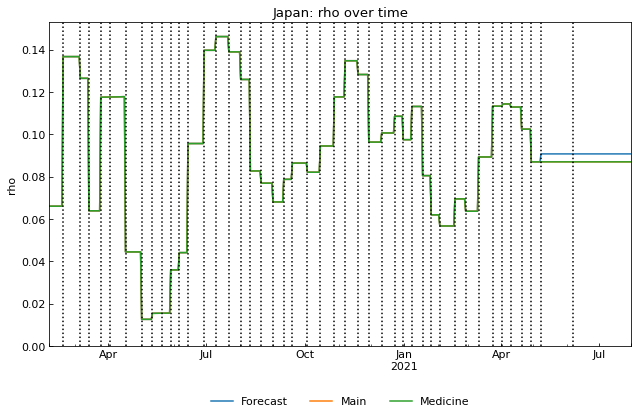 Japan: rho over time
rho
0.14
0.12
0.10
0.08
0.06
0.04
0.02
0.00
Apr Jul Oct Jan Apr Jul
2021
Forecast Main Medicine